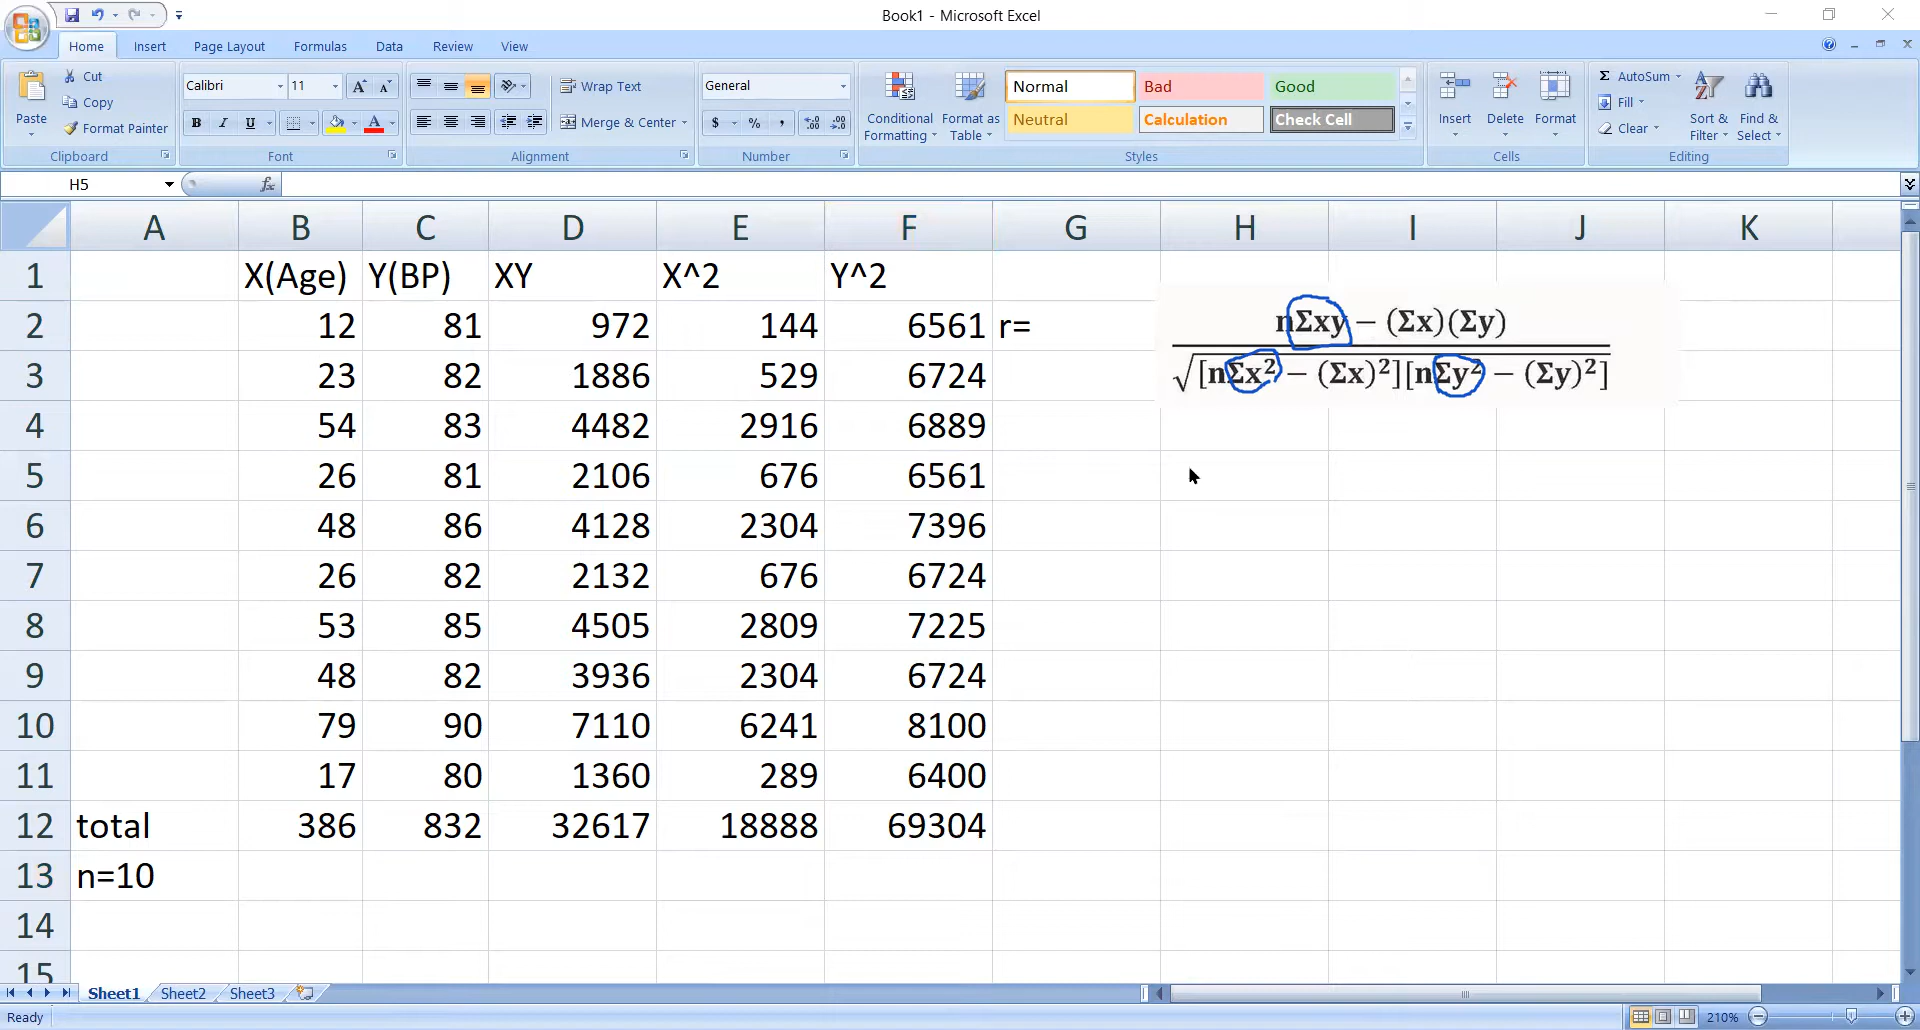 Book1 - Microsoft Excel
Home Insert Page Layout Formulas Data Review View
Paste
Cut
Copy
Format Painter
Clipboard
Calibri 11 A A
B I U A
Font
Wrap Text
Merge & Center
Alignment
General
$ % , .00
Number
Conditional Formatting
Format as Table
Normal Bad Good
Neutral Calculation Check Cell
Styles
Insert Delete Format
Cells
Σ AutoSum
Fill
Clear
Sort & Filter
Find & Select
Editing
H5 fx
A B C D E F G H I J K
1 X(Age) Y(BP) XY X^2 Y^2
2 12 81 972 144 6561 r=
nΣxy − (Σx)(Σy)
√[nΣx² − (Σx)²][nΣy² − (Σy)²]
3 23 82 1886 529 6724
4 54 83 4482 2916 6889
5 26 81 2106 676 6561
6 48 86 4128 2304 7396
7 26 82 2132 676 6724
8 53 85 4505 2809 7225
9 48 82 3936 2304 6724
10 79 90 7110 6241 8100
11 17 80 1360 289 6400
12 total 386 832 32617 18888 69304
13 n=10
14
15
Sheet1 Sheet2 Sheet3
Ready 210%